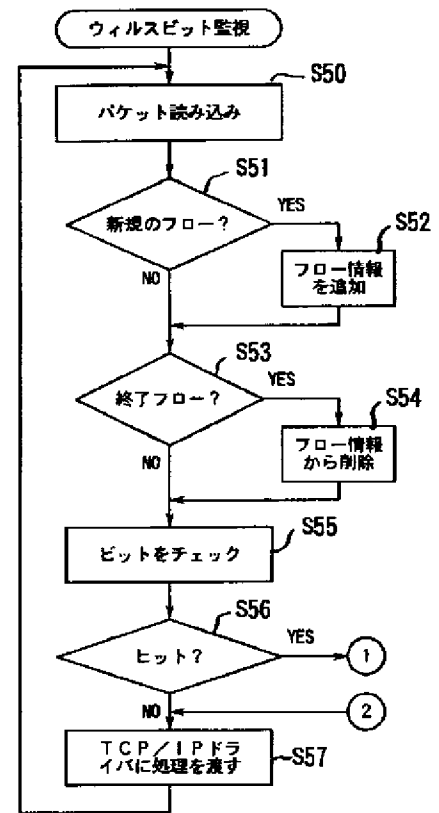 ウィルスビット監視
S50
パケット読み込み
S51
新規のフロー？
YES
S52
フロー情報
を追加
NO
S53
終了フロー？
YES
S54
フロー情報
から削除
NO
S55
ビットをチェック
S56
ヒット？
YES
1
NO
2
TCP／IPドラ
イバに処理を渡す
S57